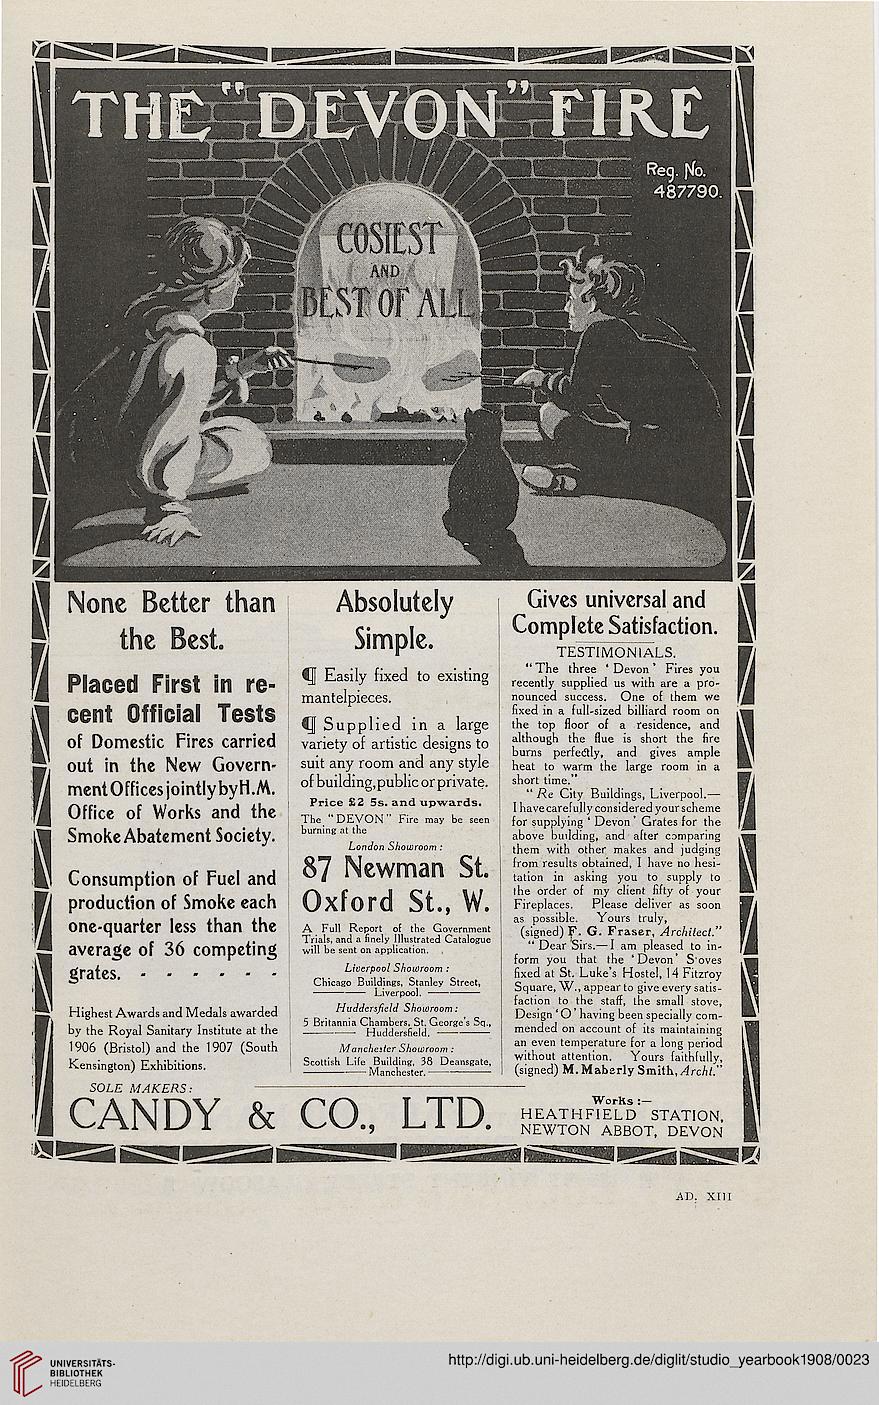 THE "DEVON" FIRE
Reg. No.
487790.
COSIEST
AND
BEST OF ALL
None Better than
the Best.
Placed First in re-
cent Official Tests
of Domestic Fires carried
out in the New Govern-
ment Offices jointly by H.M.
Office of Works and the
Smoke Abatement Society.
Consumption of Fuel and
production of Smoke each
one-quarter less than the
average of 36 competing
grates. - - - - - -
Highest Awards and Medals awarded
by the Royal Sanitary Institute at the
1906 (Bristol) and the 1907 (South
Kensington) Exhibitions.
Absolutely
Simple.
¶ Easily fixed to existing
mantelpieces.
¶ Supplied in a large
variety of artistic designs to
suit any room and any style
of building, public or private.
Price £2 5s. and upwards.
The "DEVON" Fire may be seen
burning at the
London Showroom :
87 Newman St.
Oxford St., W.
A Full Report of the Government
Trials, and a finely Illustrated Catalogue
will be sent on application.
Liverpool Showroom :
Chicago Buildings, Stanley Street,
Liverpool.
Huddersfield Showroom :
5 Britannia Chambers, St. George's Sq.,
Huddersfield.
Manchester Showroom :
Scottish Life Building, 38 Deansgate,
Manchester.
Gives universal and
Complete Satisfaction.
TESTIMONIALS.
"The three 'Devon' Fires you
recently supplied us with are a pro-
nounced success. One of them we
fixed in a full-sized billiard room on
the top floor of a residence, and
although the flue is short the fire
burns perfectly, and gives ample
heat to warm the large room in a
short time."
"Re City Buildings, Liverpool.—
I have carefully considered your scheme
for supplying 'Devon' Grates for the
above building, and after comparing
them with other makes and judging
from results obtained, I have no hesi-
tation in asking you to supply to
the order of my client fifty of your
Fireplaces. Please deliver as soon
as possible. Yours truly,
(signed) F. G. Fraser, Architect."
"Dear Sirs.—I am pleased to in-
form you that the 'Devon' Stoves
fixed at St. Luke's Hostel, 14 Fitzroy
Square, W., appear to give every satis-
faction to the staff, the small stove,
Design 'O' having been specially com-
mended on account of its maintaining
an even temperature for a long period
without attention. Yours faithfully,
(signed) M. Maberly Smith, Archt."
SOLE MAKERS:
CANDY & CO., LTD.
Works :—
HEATHFIELD STATION,
NEWTON ABBOT, DEVON
AD. XIII
UNIVERSITÄTS-
BIBLIOTHEK
HEIDELBERG
http://digi.ub.uni-heidelberg.de/diglit/studio_yearbook1908/0023